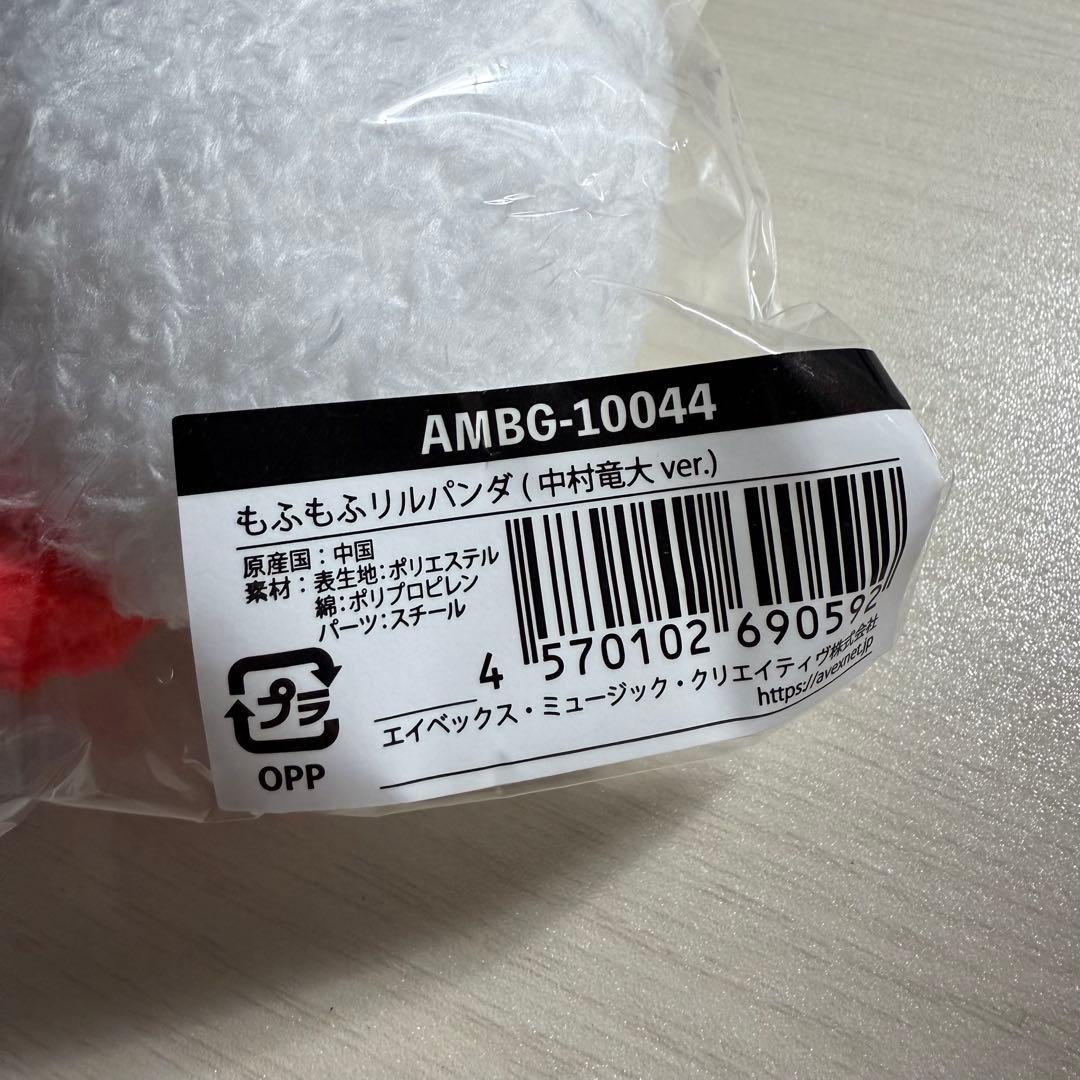 AMBG-10044
もふもふリルパンダ ( 中村竜大 ver.)
原産国：中国
素材：表生地：ポリエステル
綿：ポリプロピレン
パーツ：スチール
4 570102 690592
エイベックス・ミュージック・クリエイティヴ株式会社
https://avexnet.jp
プラ
OPP